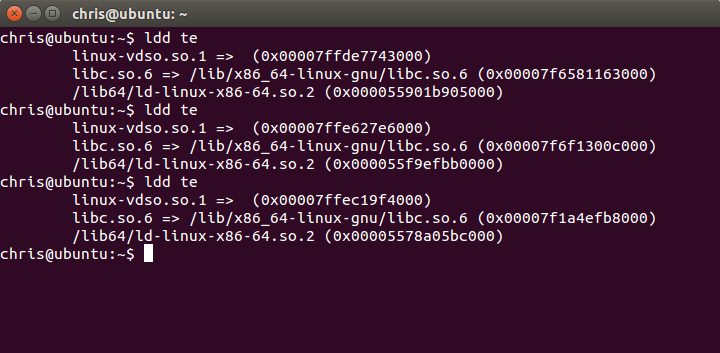 chris@ubuntu: ~
chris@ubuntu:~$ ldd te
linux-vdso.so.1 =>  (0x00007ffde7743000)
libc.so.6 => /lib/x86_64-linux-gnu/libc.so.6 (0x00007f6581163000)
/lib64/ld-linux-x86-64.so.2 (0x000055901b905000)
chris@ubuntu:~$ ldd te
linux-vdso.so.1 =>  (0x00007ffe627e6000)
libc.so.6 => /lib/x86_64-linux-gnu/libc.so.6 (0x00007f6f1300c000)
/lib64/ld-linux-x86-64.so.2 (0x000055f9efbb0000)
chris@ubuntu:~$ ldd te
linux-vdso.so.1 =>  (0x00007ffec19f4000)
libc.so.6 => /lib/x86_64-linux-gnu/libc.so.6 (0x00007f1a4efb8000)
/lib64/ld-linux-x86-64.so.2 (0x00005578a05bc000)
chris@ubuntu:~$